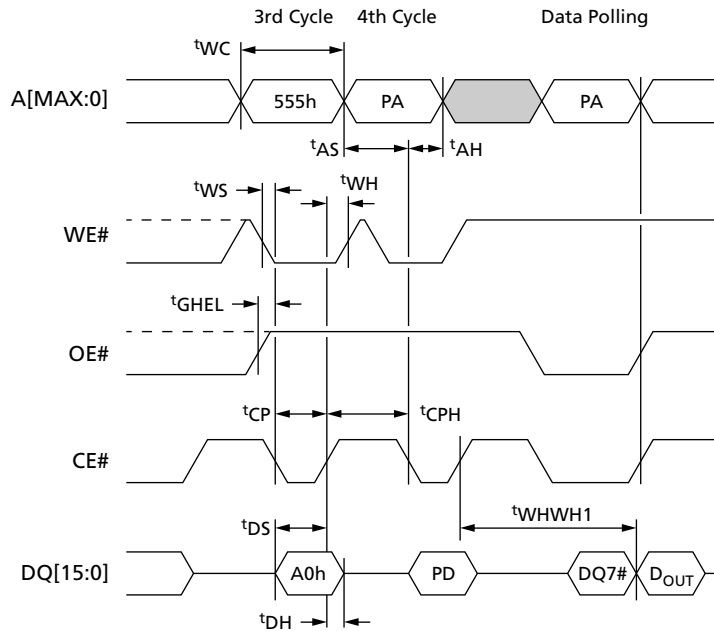 3rd Cycle 4th Cycle Data Polling
tWC
A[MAX:0] 555h PA PA
tAS tAH
tWS tWH
WE#
tGHEL
OE#
tCP tCPH
CE#
tWHWH1
tDS
DQ[15:0] A0h PD DQ7# DOUT
tDH